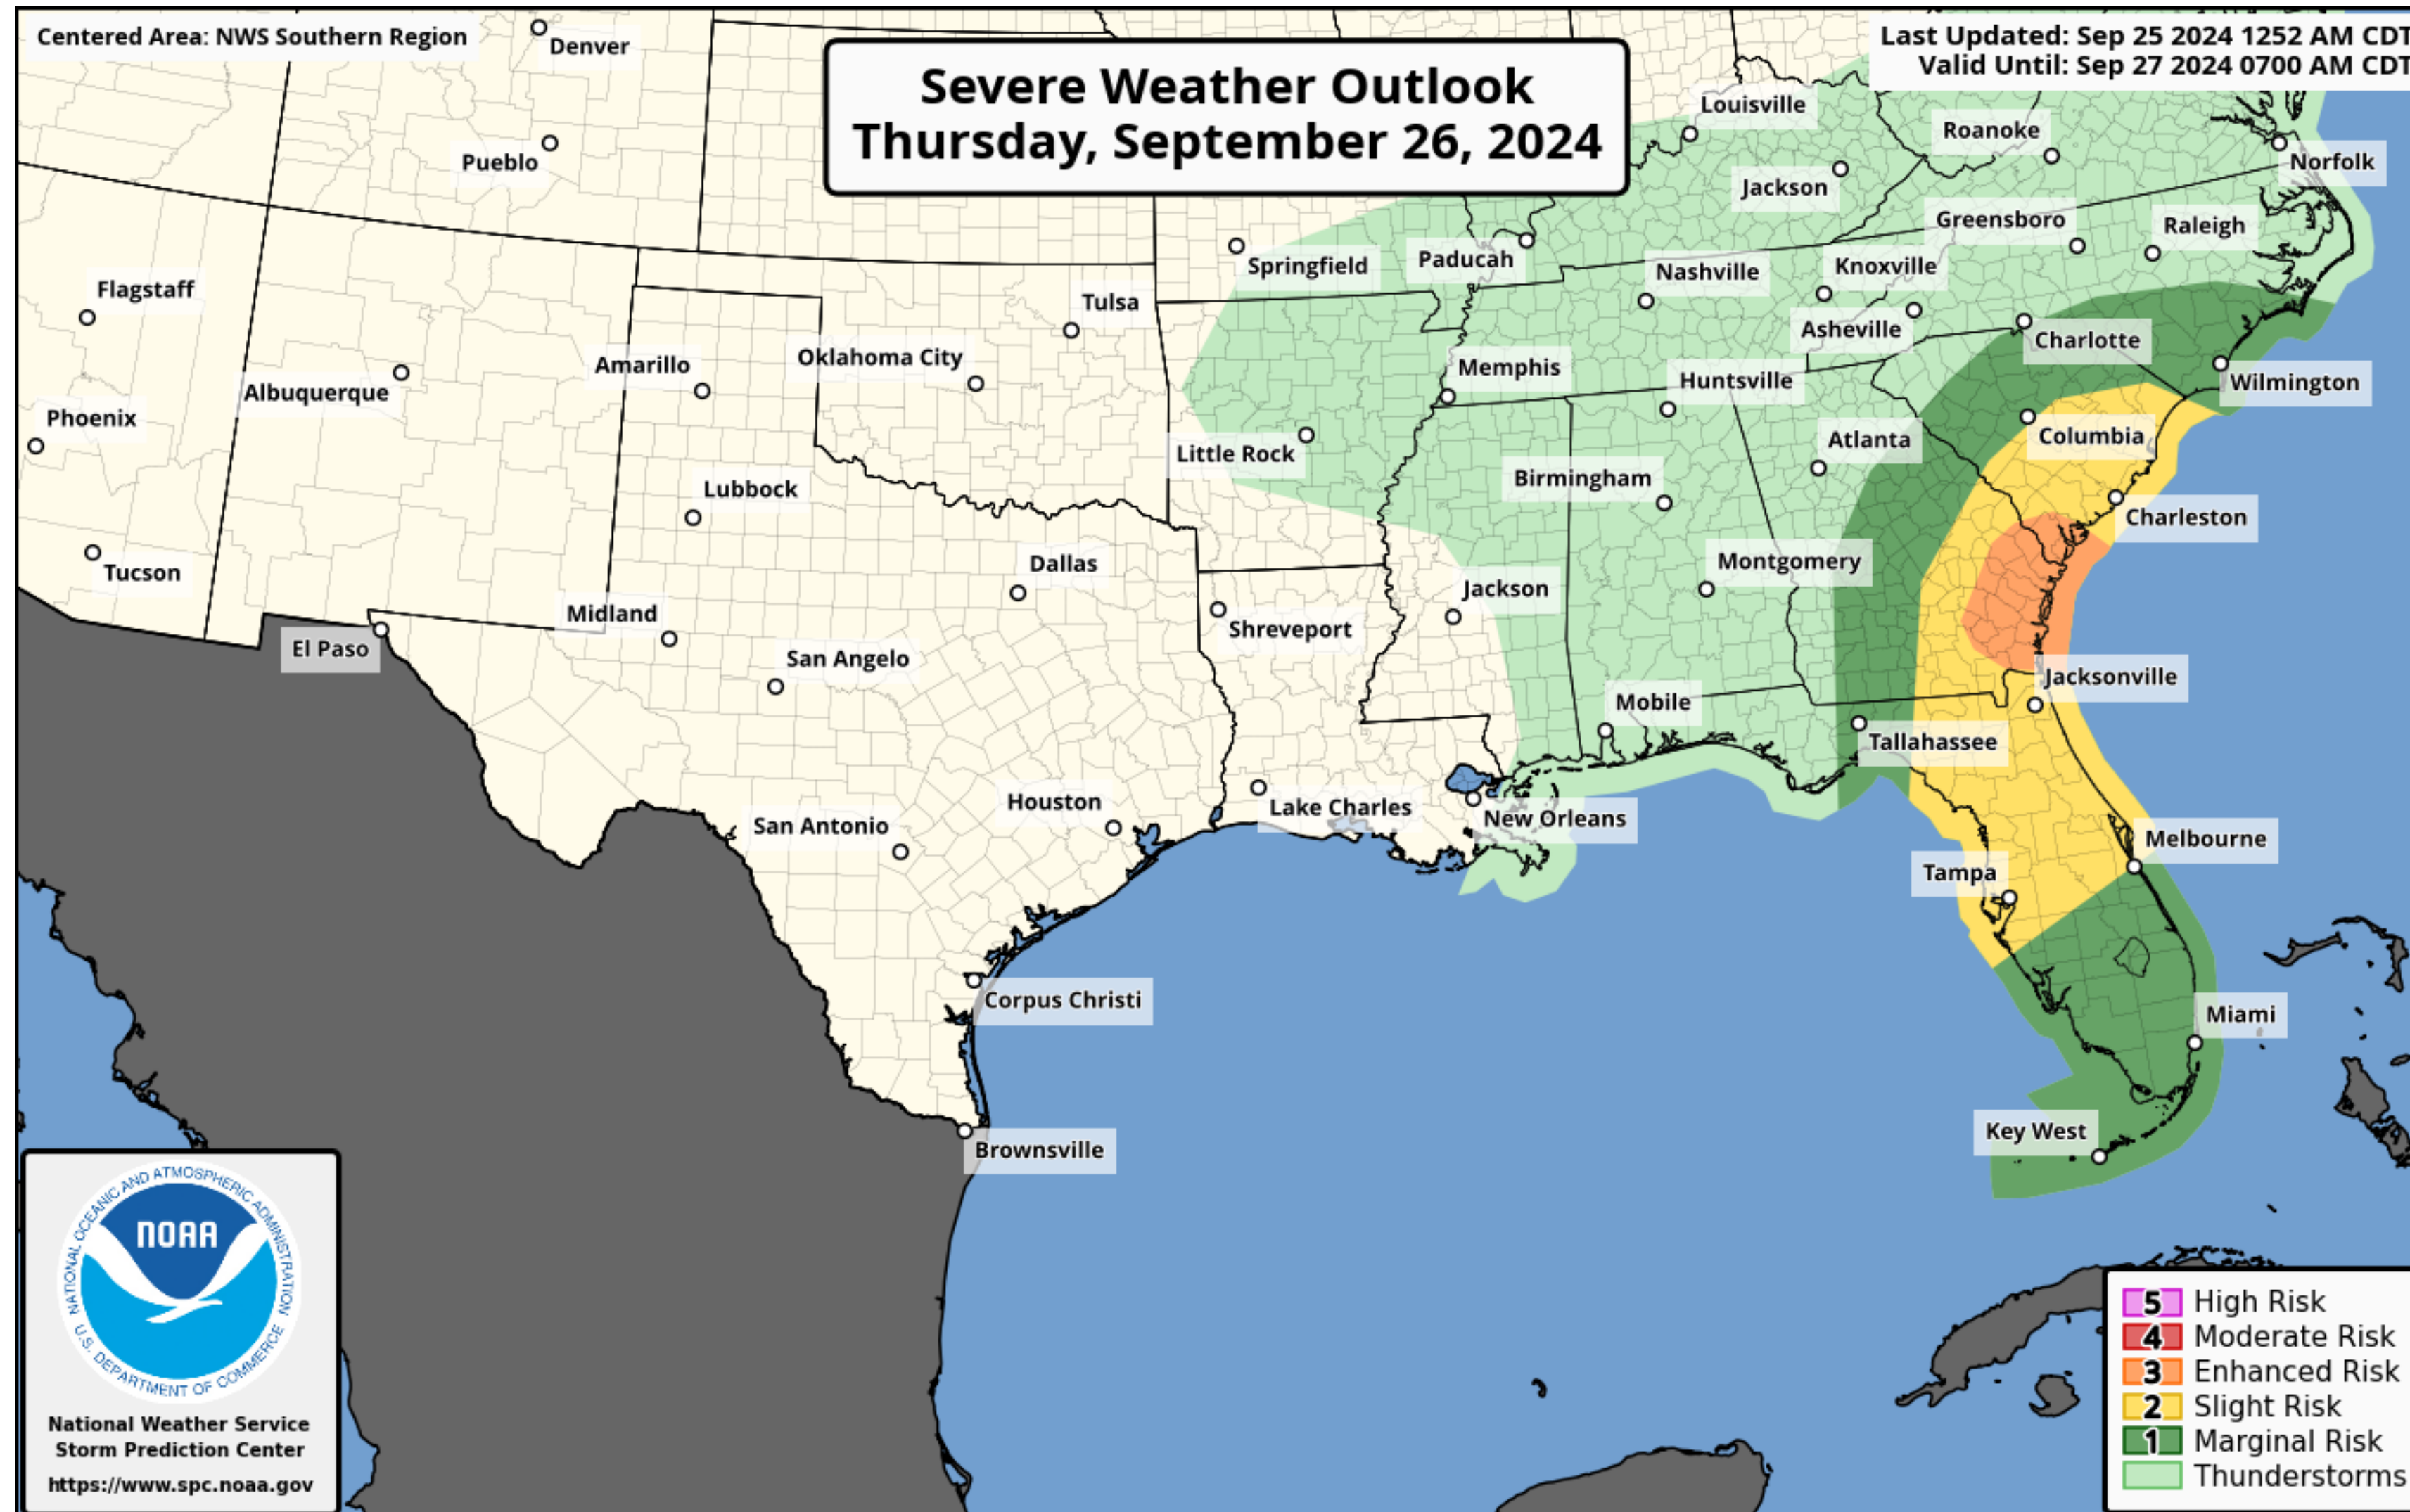 Centered Area: NWS Southern Region
Last Updated: Sep 25 2024 1252 AM CDT
Valid Until: Sep 27 2024 0700 AM CDT
Severe Weather Outlook
Thursday, September 26, 2024
Denver
Pueblo
Louisville
Roanoke
Norfolk
Jackson
Greensboro
Raleigh
Springfield
Paducah
Nashville
Knoxville
Flagstaff
Tulsa
Asheville
Charlotte
Amarillo
Oklahoma City
Memphis
Huntsville
Wilmington
Albuquerque
Phoenix
Little Rock
Atlanta
Columbia
Lubbock
Birmingham
Charleston
Tucson
Dallas
Montgomery
Jackson
Midland
Shreveport
El Paso
San Angelo
Jacksonville
Mobile
Tallahassee
Houston
Lake Charles
New Orleans
San Antonio
Melbourne
Tampa
Corpus Christi
Miami
Key West
Brownsville
NATIONAL OCEANIC AND ATMOSPHERIC ADMINISTRATION
NOAA
U.S. DEPARTMENT OF COMMERCE
National Weather Service
Storm Prediction Center
https://www.spc.noaa.gov
5 High Risk
4 Moderate Risk
3 Enhanced Risk
2 Slight Risk
1 Marginal Risk
Thunderstorms